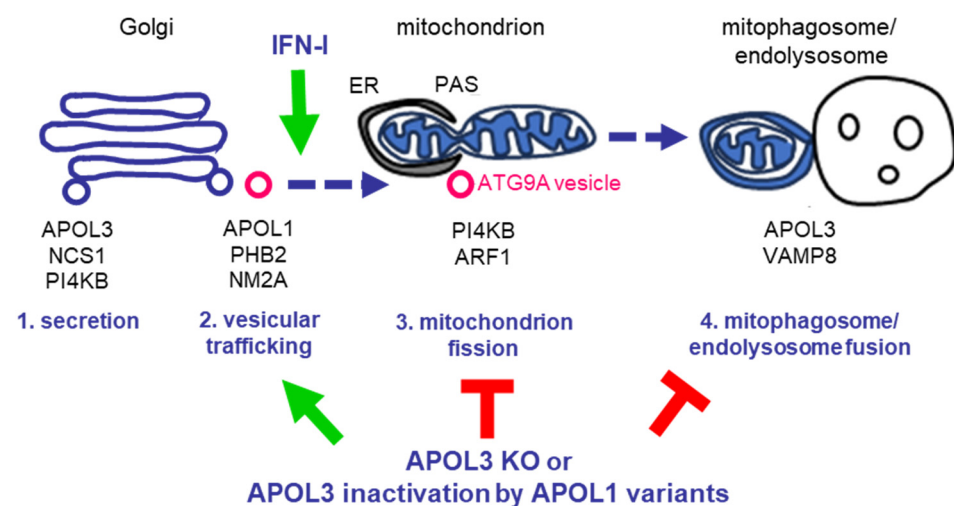 Golgi
IFN-I
mitochondrion
mitophagosome/
endolysosome
ER
PAS
ATG9A vesicle
APOL3
NCS1
PI4KB
APOL1
PHB2
NM2A
PI4KB
ARF1
APOL3
VAMP8
1. secretion
2. vesicular
trafficking
3. mitochondrion
fission
4. mitophagosome/
endolysosome fusion
APOL3 KO or
APOL3 inactivation by APOL1 variants